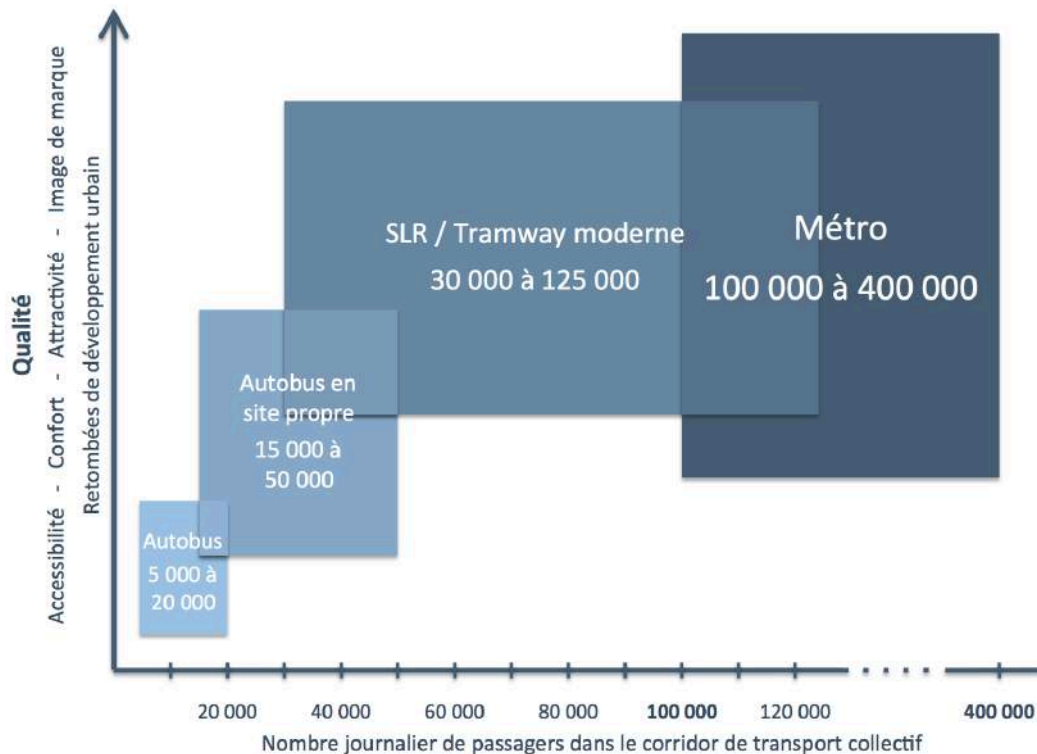 Qualité
Accessibilité - Confort - Attractivité - Image de marque
Retombées de développement urbain
SLR / Tramway moderne
30 000 à 125 000
Métro
100 000 à 400 000
Autobus en
site propre
15 000 à
50 000
Autobus
5 000 à
20 000
20 000 40 000 60 000 80 000 100 000 120 000 400 000
Nombre journalier de passagers dans le corridor de transport collectif